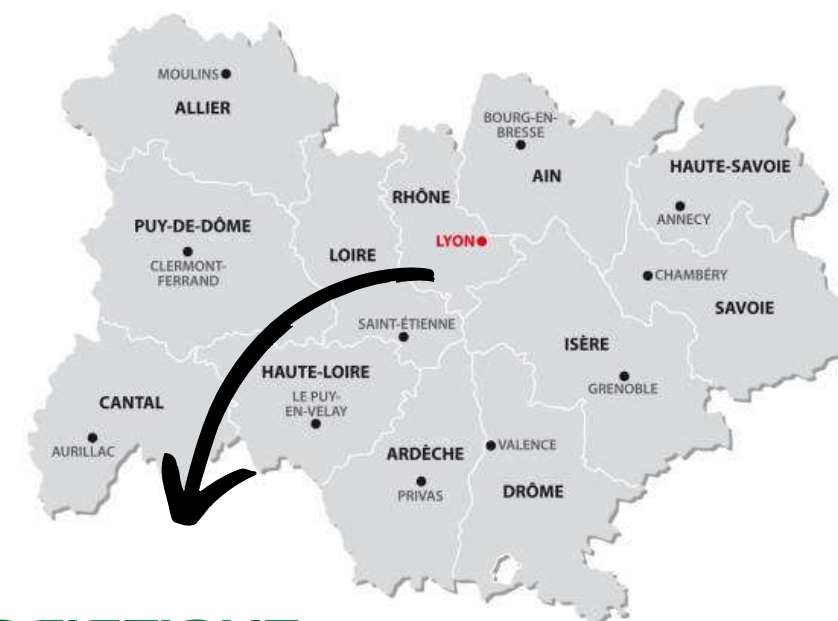 MOULINS
ALLIER
BOURG-EN-
BRESSE
AIN
HAUTE-SAVOIE
ANNECY
RHÔNE
PUY-DE-DÔME
CLERMONT-
FERRAND
LOIRE
LYON
CHAMBÉRY
SAVOIE
SAINT-ÉTIENNE
ISÈRE
GRENOBLE
HAUTE-LOIRE
LE PUY-
EN-VELAY
CANTAL
AURILLAC
ARDÈCHE
PRIVAS
VALENCE
DRÔME